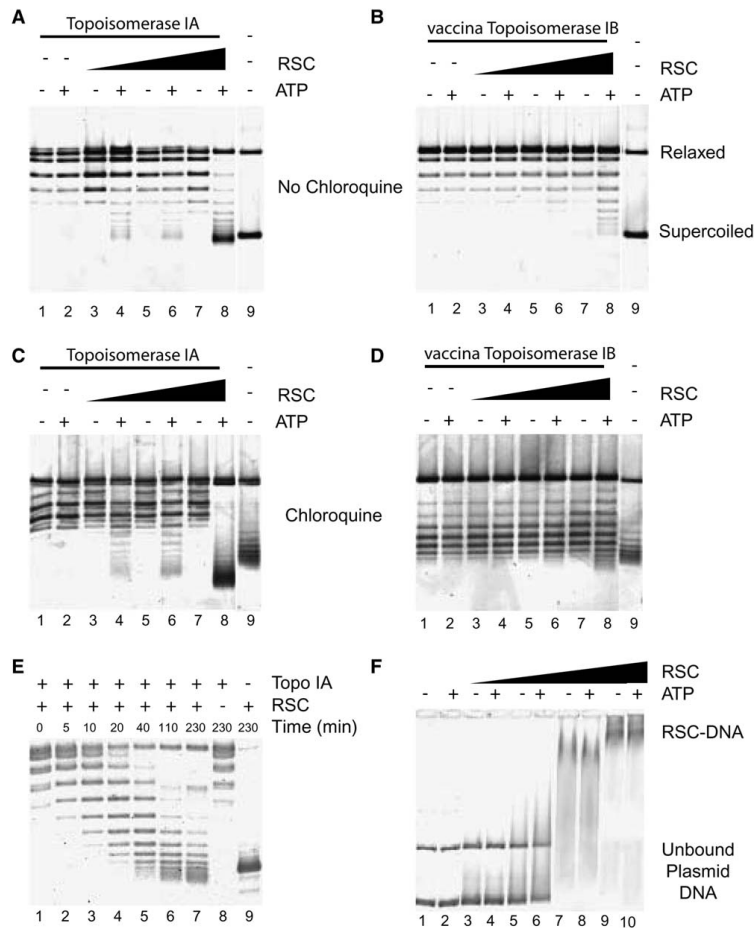 A
Topoisomerase IA -
- - RSC -
- + - + - + - + ATP -
No Chloroquine
1 2 3 4 5 6 7 8 9
B
vaccina Topoisomerase IB -
- - RSC -
- + - + - + - + ATP -
Relaxed
Supercoiled
1 2 3 4 5 6 7 8 9
C
Topoisomerase IA -
- - RSC -
- + - + - + - + ATP -
Chloroquine
1 2 3 4 5 6 7 8 9
D
vaccina Topoisomerase IB -
- - RSC -
- + - + - + - + ATP -
1 2 3 4 5 6 7 8 9
E
+ + + + + + + + - Topo IA
+ + + + + + + - - RSC
0 5 10 20 40 110 230 230 230 Time (min)
1 2 3 4 5 6 7 8 9
F
RSC
- + - + - + - + - + ATP
RSC-DNA
Unbound
Plasmid
DNA
1 2 3 4 5 6 7 8 9 10